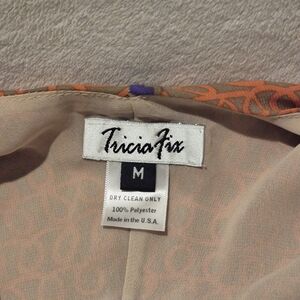 Tricia Fix
M
DRY CLEAN ONLY
100% Polyester
Made in the U.S.A.